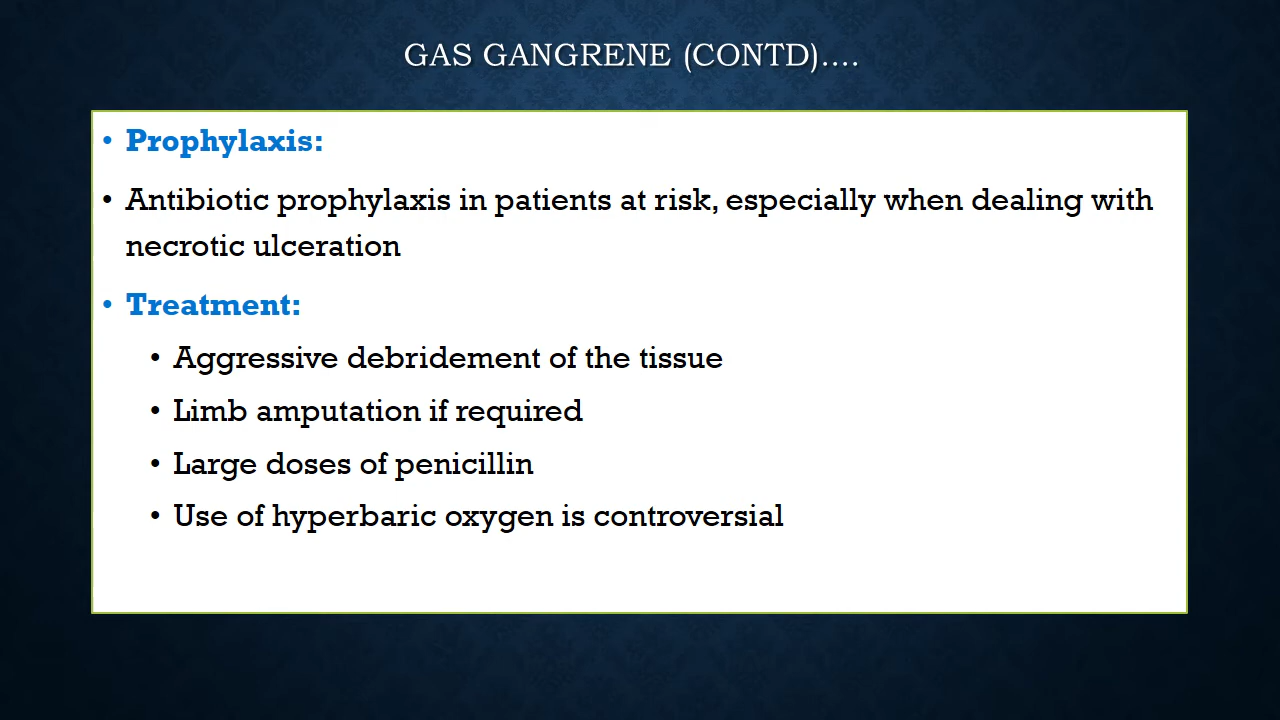 GAS GANGRENE (CONTD)....
• Prophylaxis:
• Antibiotic prophylaxis in patients at risk, especially when dealing with
necrotic ulceration
• Treatment:
• Aggressive debridement of the tissue
• Limb amputation if required
• Large doses of penicillin
• Use of hyperbaric oxygen is controversial